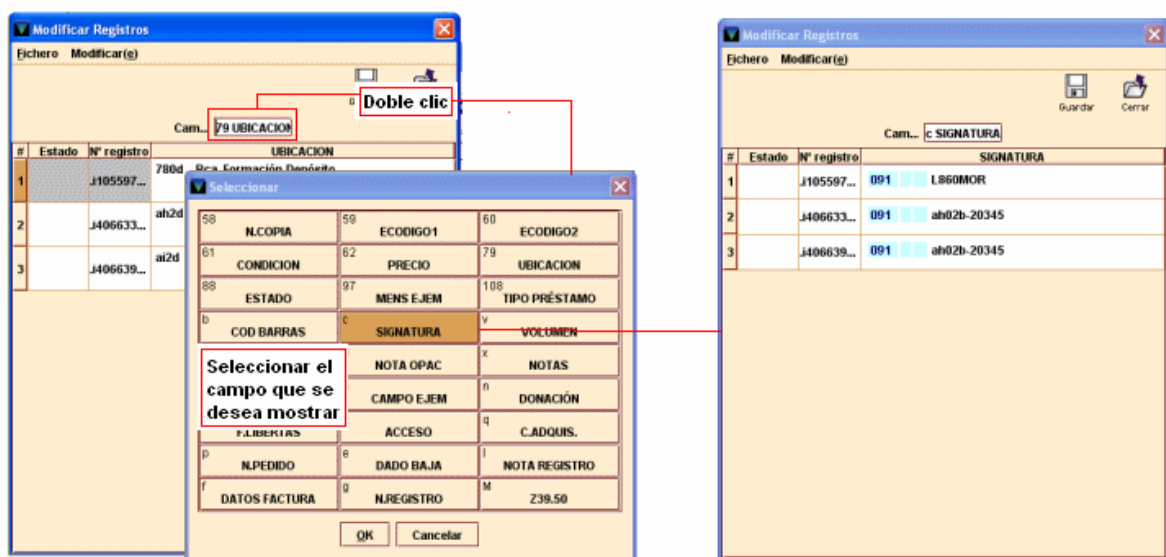 Modificar Registros
Fichero Modificar(e)
Doble clic
Cam... 79 UBICACION
# Estado Nº registro UBICACION
1 .i105597... 780d Bca. Formación Depósito
2 .i406633... ah2d
3 .i406639... ai2d
Seleccionar
58 N.COPIA 59 ECODIGO1 60 ECODIGO2
61 CONDICION 62 PRECIO 79 UBICACION
88 ESTADO 97 MENS EJEM 108 TIPO PRÉSTAMO
b COD BARRAS c SIGNATURA v VOLUMEN
NOTA OPAC x NOTAS
CAMPO EJEM n DONACIÓN
F.LIBERTAS ACCESO q C.ADQUIS.
p N.PEDIDO e DADO BAJA l NOTA REGISTRO
f DATOS FACTURA g N.REGISTRO M Z39.50
Seleccionar el
campo que se
desea mostrar
OK Cancelar
Modificar Registros
Fichero Modificar(e)
Guardar Cerrar
Cam... c SIGNATURA
# Estado Nº registro SIGNATURA
1 .i105597... 091 L860MOR
2 .i406633... 091 ah02b-20345
3 .i406639... 091 ah02b-20345